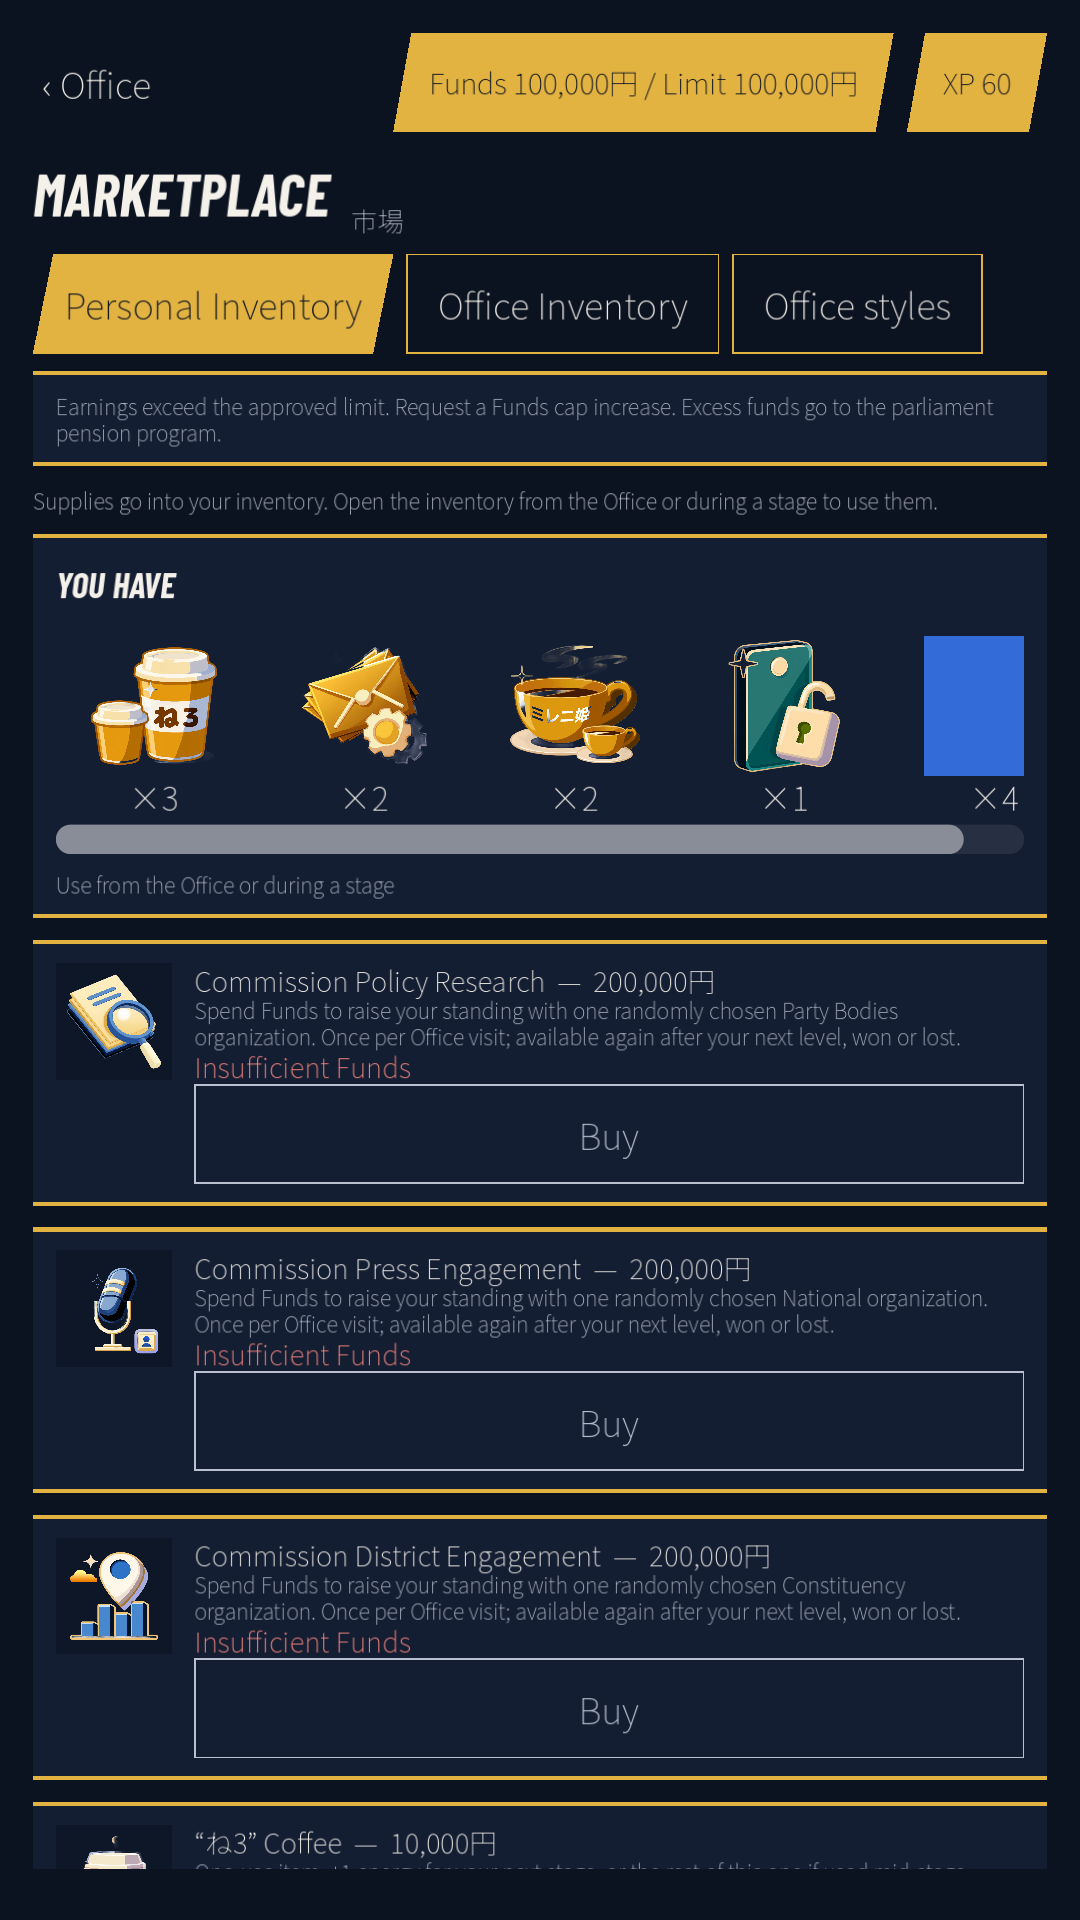 ‹ Office
Funds 100,000円 / Limit 100,000円
XP 60
MARKETPLACE
市場
Personal Inventory
Office Inventory
Office styles
Earnings exceed the approved limit. Request a Funds cap increase. Excess funds go to the parliament
pension program.
Supplies go into your inventory. Open the inventory from the Office or during a stage to use them.
YOU HAVE
ね3
ミレニ姫
×3
×2
×2
×1
×4
Use from the Office or during a stage
Commission Policy Research — 200,000円
Spend Funds to raise your standing with one randomly chosen Party Bodies
organization. Once per Office visit; available again after your next level, won or lost.
Insufficient Funds
Buy
Commission Press Engagement — 200,000円
Spend Funds to raise your standing with one randomly chosen National organization.
Once per Office visit; available again after your next level, won or lost.
Insufficient Funds
Buy
Commission District Engagement — 200,000円
Spend Funds to raise your standing with one randomly chosen Constituency
organization. Once per Office visit; available again after your next level, won or lost.
Insufficient Funds
Buy
“ね3” Coffee — 10,000円